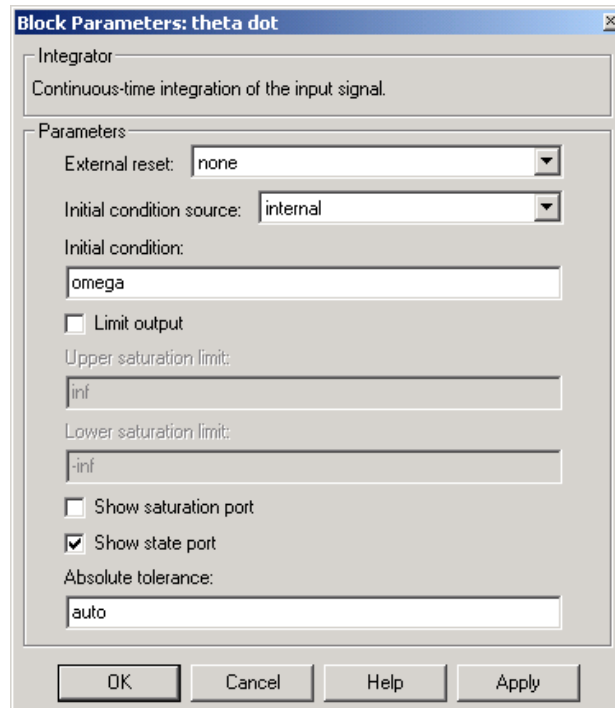 Block Parameters: theta dot
Integrator
Continuous-time integration of the input signal.
Parameters
External reset: none
Initial condition source: internal
Initial condition:
omega
Limit output
Upper saturation limit:
inf
Lower saturation limit:
-inf
Show saturation port
Show state port
Absolute tolerance:
auto
OK Cancel Help Apply